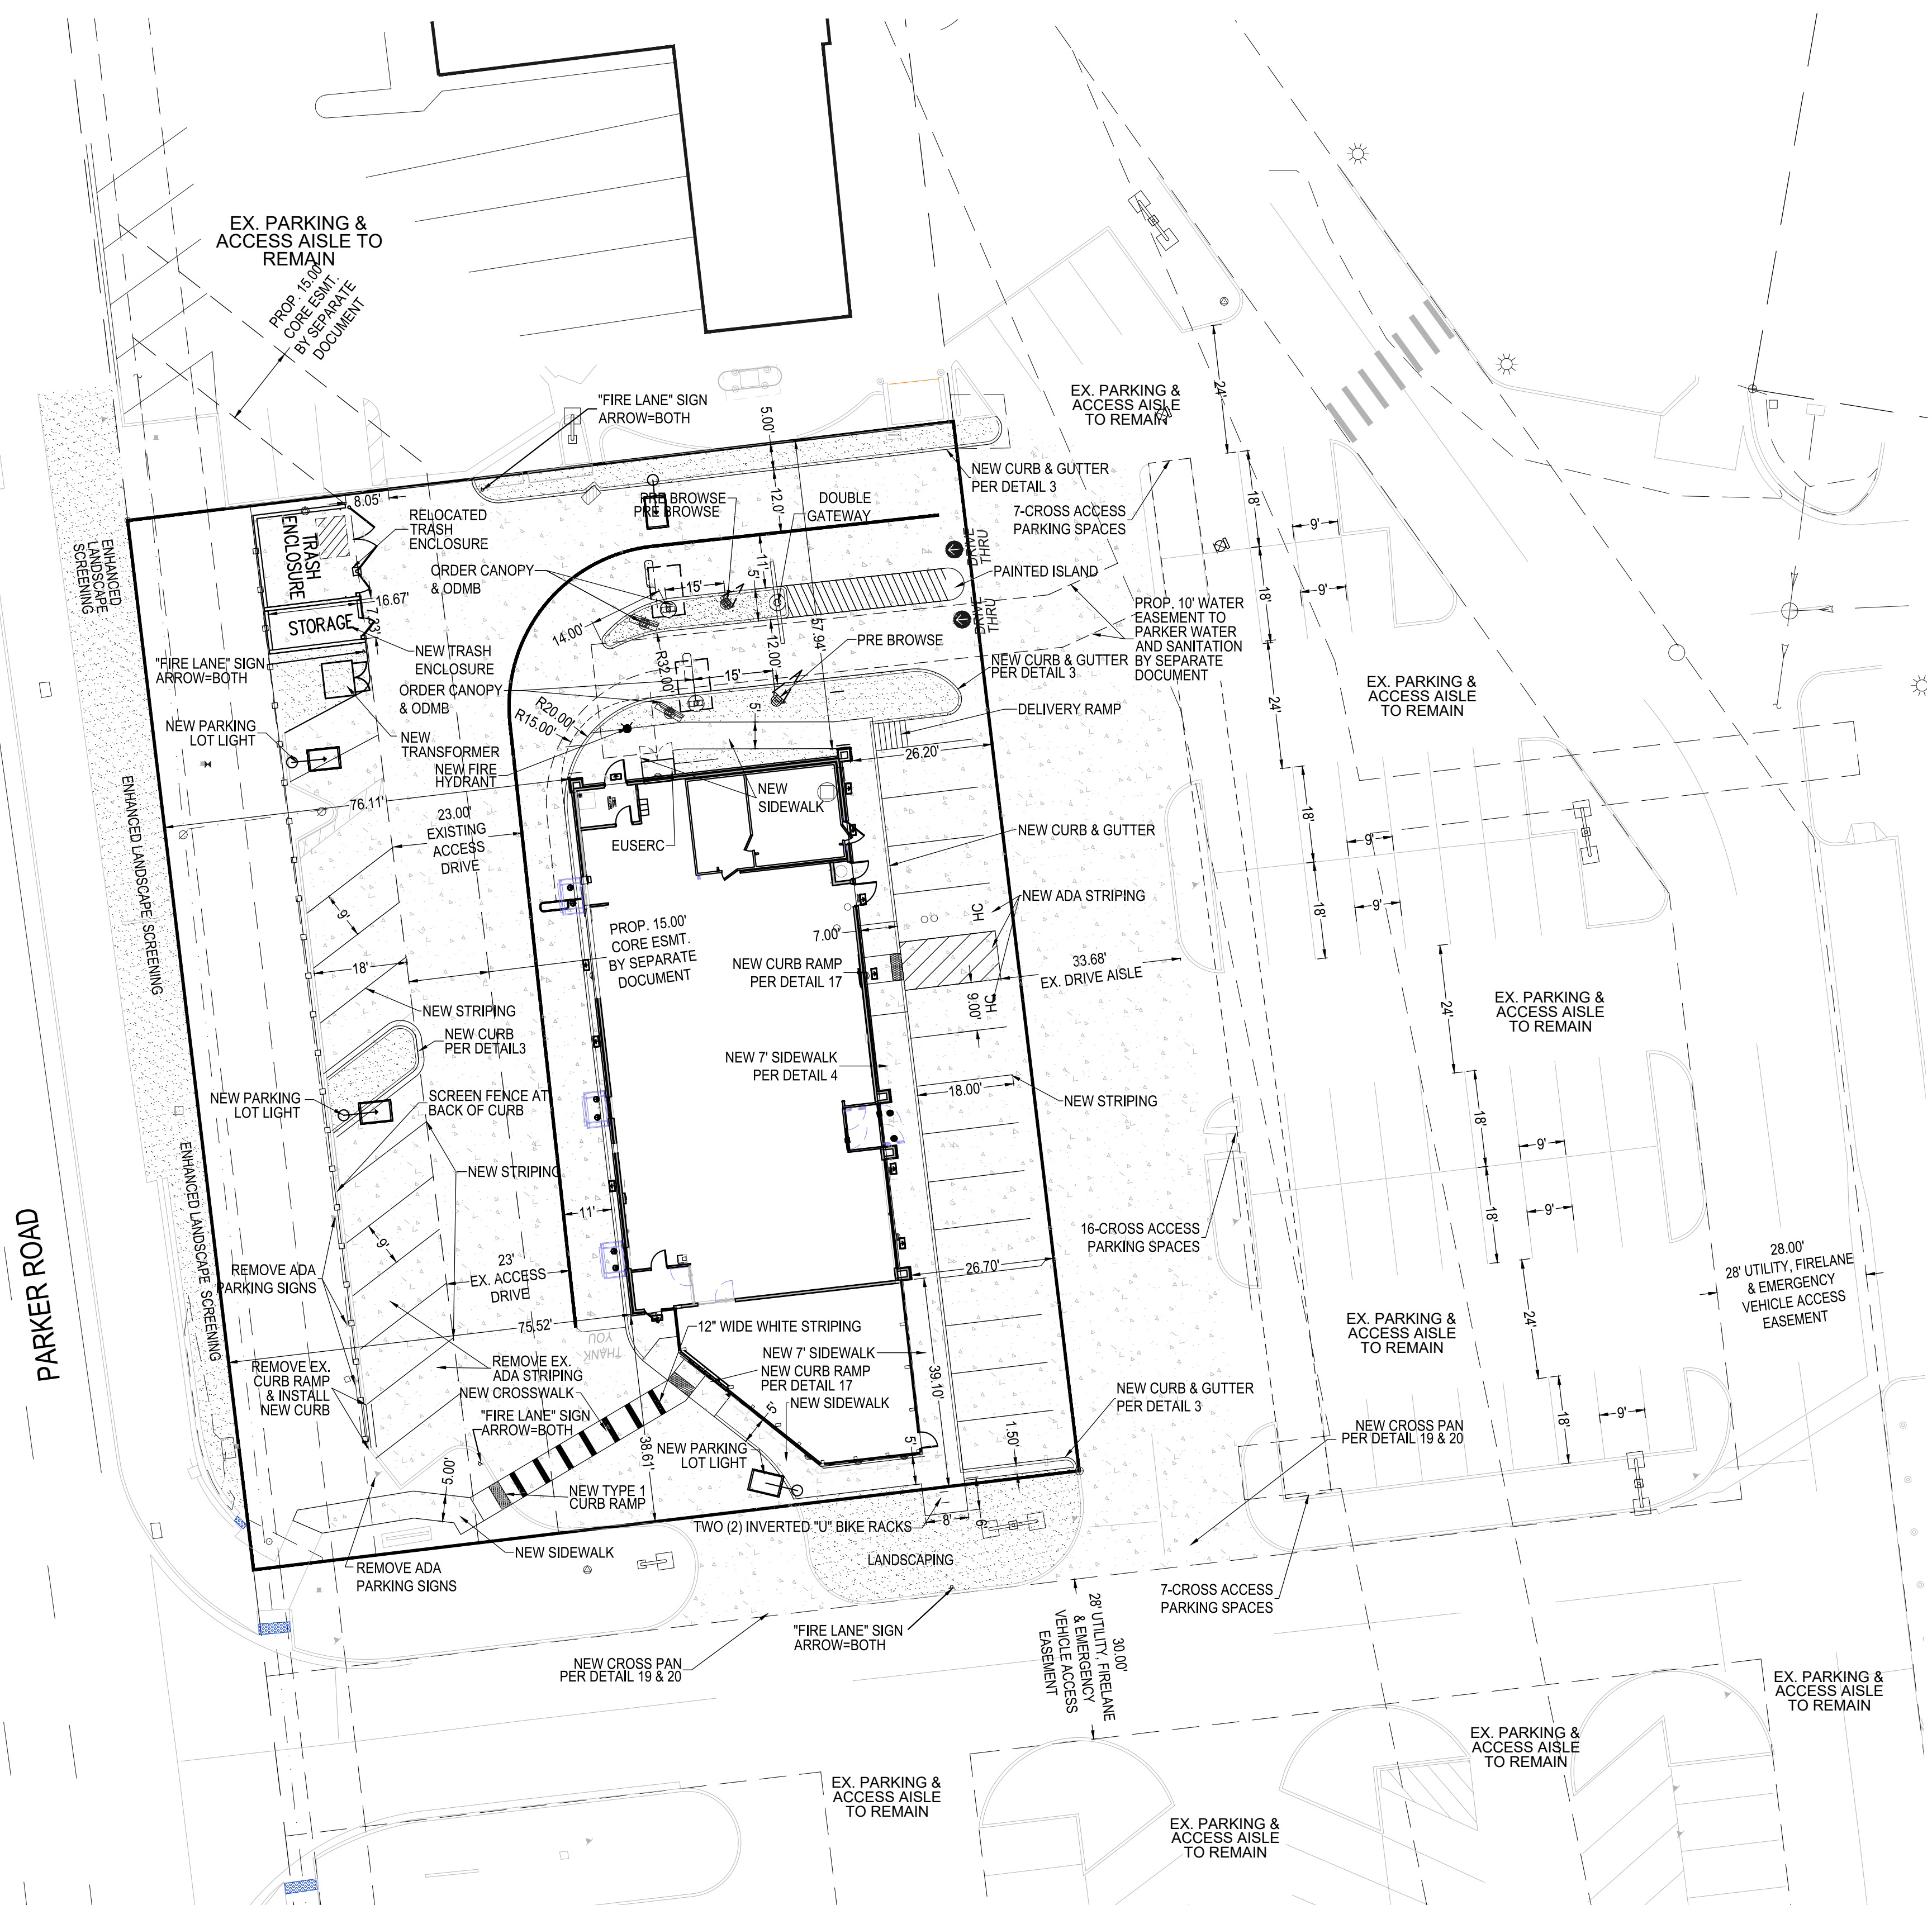 EX. PARKING &
ACCESS AISLE TO
REMAIN
PROP. 15.00'
CORE ESMT.
BY SEPARATE
DOCUMENT
"FIRE LANE" SIGN
ARROW=BOTH
5.00'
EX. PARKING &
ACCESS AISLE
TO REMAIN
24'
NEW CURB & GUTTER
PER DETAIL 3
8.05'
RELOCATED
TRASH
ENCLOSURE
TRASH
ENCLOSURE
PRE BROWSE
PRE BROWSE
12.0'
DOUBLE
GATEWAY
7-CROSS ACCESS
PARKING SPACES
18'
9'
ENHANCED
LANDSCAPE
SCREENING
ORDER CANOPY
& ODMB
15'
11'
5'
DRIVE
THRU
PAINTED ISLAND
DRIVE
THRU
18'
9'
16.67'
7.33'
STORAGE
14.00'
57.94'
12.00'
R32.00'
PRE BROWSE
PROP. 10' WATER
EASEMENT TO
PARKER WATER
AND SANITATION
BY SEPARATE
DOCUMENT
"FIRE LANE" SIGN
ARROW=BOTH
NEW TRASH
ENCLOSURE
NEW CURB & GUTTER
PER DETAIL 3
ORDER CANOPY
& ODMB
15'
5'
R20.00'
R15.00'
DELIVERY RAMP
24'
EX. PARKING &
ACCESS AISLE
TO REMAIN
NEW PARKING
LOT LIGHT
NEW
TRANSFORMER
NEW FIRE
HYDRANT
26.20'
76.11'
NEW
SIDEWALK
23.00'
EXISTING
ACCESS
DRIVE
EUSERC
NEW CURB & GUTTER
18'
9'
ENHANCED LANDSCAPE SCREENING
9'
NEW ADA STRIPING
HC
18'
9'
PROP. 15.00'
CORE ESMT.
BY SEPARATE
DOCUMENT
7.00'
18'
NEW CURB RAMP
PER DETAIL 17
33.68'
EX. DRIVE AISLE
9.00'
HC
NEW STRIPING
24'
EX. PARKING &
ACCESS AISLE
TO REMAIN
NEW CURB
PER DETAIL3
NEW 7' SIDEWALK
PER DETAIL 4
18.00'
NEW PARKING
LOT LIGHT
SCREEN FENCE AT
BACK OF CURB
NEW STRIPING
18'
9'
ENHANCED LANDSCAPE SCREENING
NEW STRIPING
PARKER ROAD
11'
9'
18'
9'
16-CROSS ACCESS
PARKING SPACES
REMOVE ADA
PARKING SIGNS
23'
EX. ACCESS
DRIVE
26.70'
28.00'
28' UTILITY, FIRELANE
& EMERGENCY
VEHICLE ACCESS
EASEMENT
24'
75.52'
THANK
YOU
12" WIDE WHITE STRIPING
EX. PARKING &
ACCESS AISLE
TO REMAIN
REMOVE EX.
CURB RAMP
& INSTALL
NEW CURB
REMOVE EX.
ADA STRIPING
NEW 7' SIDEWALK
NEW CURB RAMP
PER DETAIL 17
39.10'
NEW CROSSWALK
NEW SIDEWALK
NEW CURB & GUTTER
PER DETAIL 3
"FIRE LANE" SIGN
ARROW=BOTH
5'
18'
9'
NEW CROSS PAN
PER DETAIL 19 & 20
NEW PARKING
LOT LIGHT
38.61'
5'
1.50'
5.00'
NEW TYPE 1
CURB RAMP
TWO (2) INVERTED "U" BIKE RACKS
8'
6'
NEW SIDEWALK
LANDSCAPING
REMOVE ADA
PARKING SIGNS
7-CROSS ACCESS
PARKING SPACES
"FIRE LANE" SIGN
ARROW=BOTH
30.00'
28' UTILITY, FIRELANE
& EMERGENCY
VEHICLE ACCESS
EASEMENT
NEW CROSS PAN
PER DETAIL 19 & 20
EX. PARKING &
ACCESS AISLE
TO REMAIN
EX. PARKING &
ACCESS AISLE
TO REMAIN
EX. PARKING &
ACCESS AISLE
TO REMAIN
EX. PARKING &
ACCESS AISLE
TO REMAIN